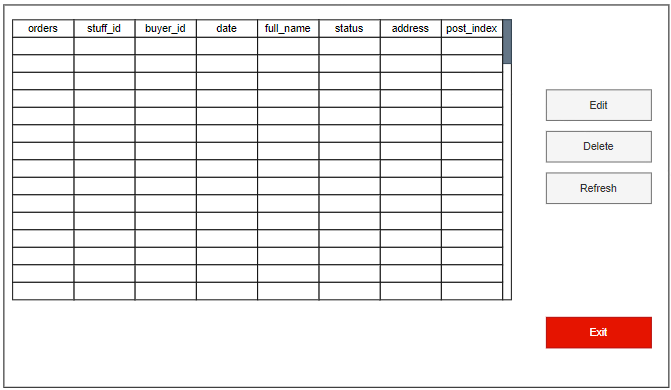 orders stuff_id buyer_id date full_name status address post_index
Edit
Delete
Refresh
Exit